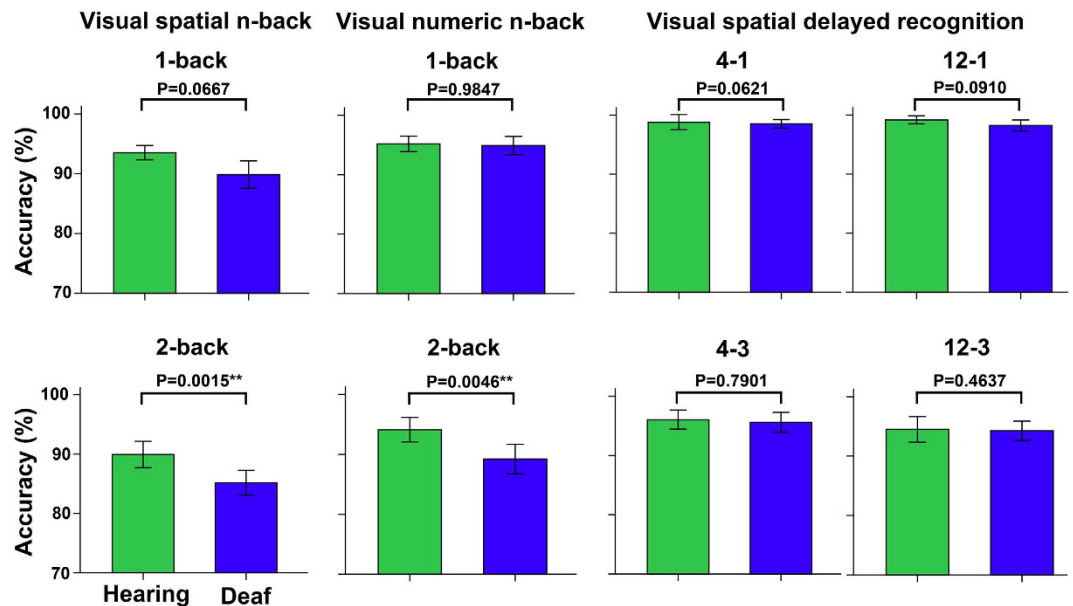 Visual spatial n-back Visual numeric n-back Visual spatial delayed recognition
1-back 1-back 4-1 12-1
P=0.0667 P=0.9847 P=0.0621 P=0.0910
Accuracy (%)
100
90
80
70
2-back 2-back 4-3 12-3
P=0.0015** P=0.0046** P=0.7901 P=0.4637
Accuracy (%)
100
90
80
70
Hearing Deaf